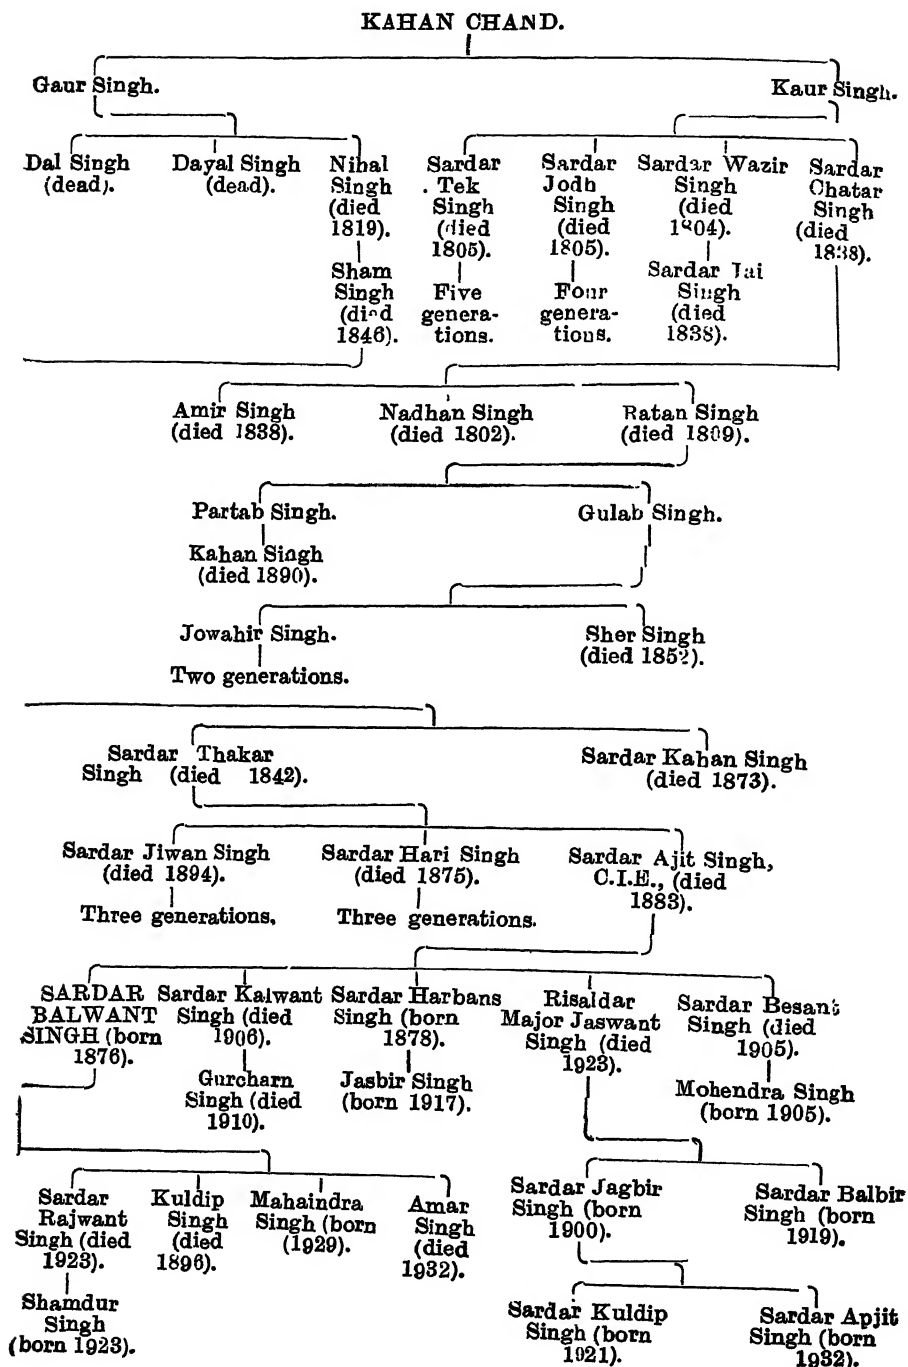 KAHAN CHAND.
Gaur Singh.
Kaur Singh.
Dal Singh
(dead).
Dayal Singh
(dead).
Nihal
Singh
(died
1819).
Sardar
Tek
Singh
(died
1805).
Sardar
Jodh
Singh
(died
1805).
Sardar Wazir
Singh
(died
1804).
Sardar
Chatar
Singh
(died
1838).
Sham
Singh
(died
1846).
Five
genera-
tions.
Four
genera-
tions.
Sardar Jai
Singh
(died
1838).
Amir Singh
(died 1838).
Nadhan Singh
(died 1802).
Ratan Singh
(died 1809).
Partab Singh.
Gulab Singh.
Kahan Singh
(died 1890).
Jowahir Singh.
Sher Singh
(died 1852).
Two generations.
Sardar Thakar
Singh (died 1842).
Sardar Kahan Singh
(died 1873).
Sardar Jiwan Singh
(died 1894).
Sardar Hari Singh
(died 1875).
Sardar Ajit Singh,
C.I.E., (died
1883).
Three generations.
Three generations.
SARDAR
BALWANT
SINGH (born
1876).
Sardar Kalwant
Singh (died
1906).
Sardar Harbans
Singh (born
1878).
Risaldar
Major Jaswant
Singh (died
1923).
Sardar Besant
Singh (died
1905).
Gurcharn
Singh (died
1910).
Jasbir Singh
(born 1917).
Mohendra Singh
(born 1905).
Sardar
Rajwant
Singh (died
1923).
Kuldip
Singh
(died
1896).
Mahaindra
Singh (born
(1929).
Amar
Singh
(died
1932).
Sardar Jagbir
Singh (born
1900).
Sardar Balbir
Singh (born
1919).
Shamdur
Singh
(born 1923).
Sardar Kuldip
Singh (born
1921).
Sardar Apjit
Singh (born
1932).